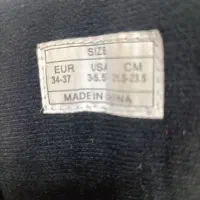 SIZE
EUR USA CM
34-37 3-5.5 21.5-23.5
MADE IN CHINA